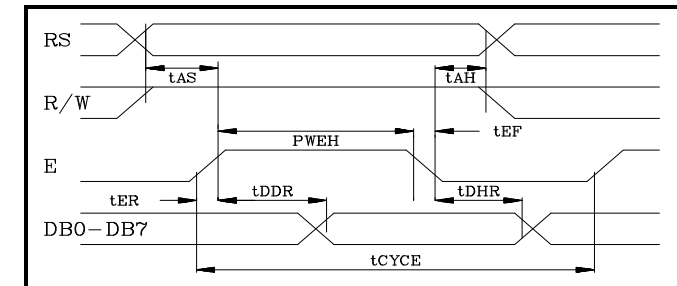 RS
tAS
tAH
R/W
PWEH
tEF
E
tER
tDDR
tDHR
DB0-DB7
tCYCE